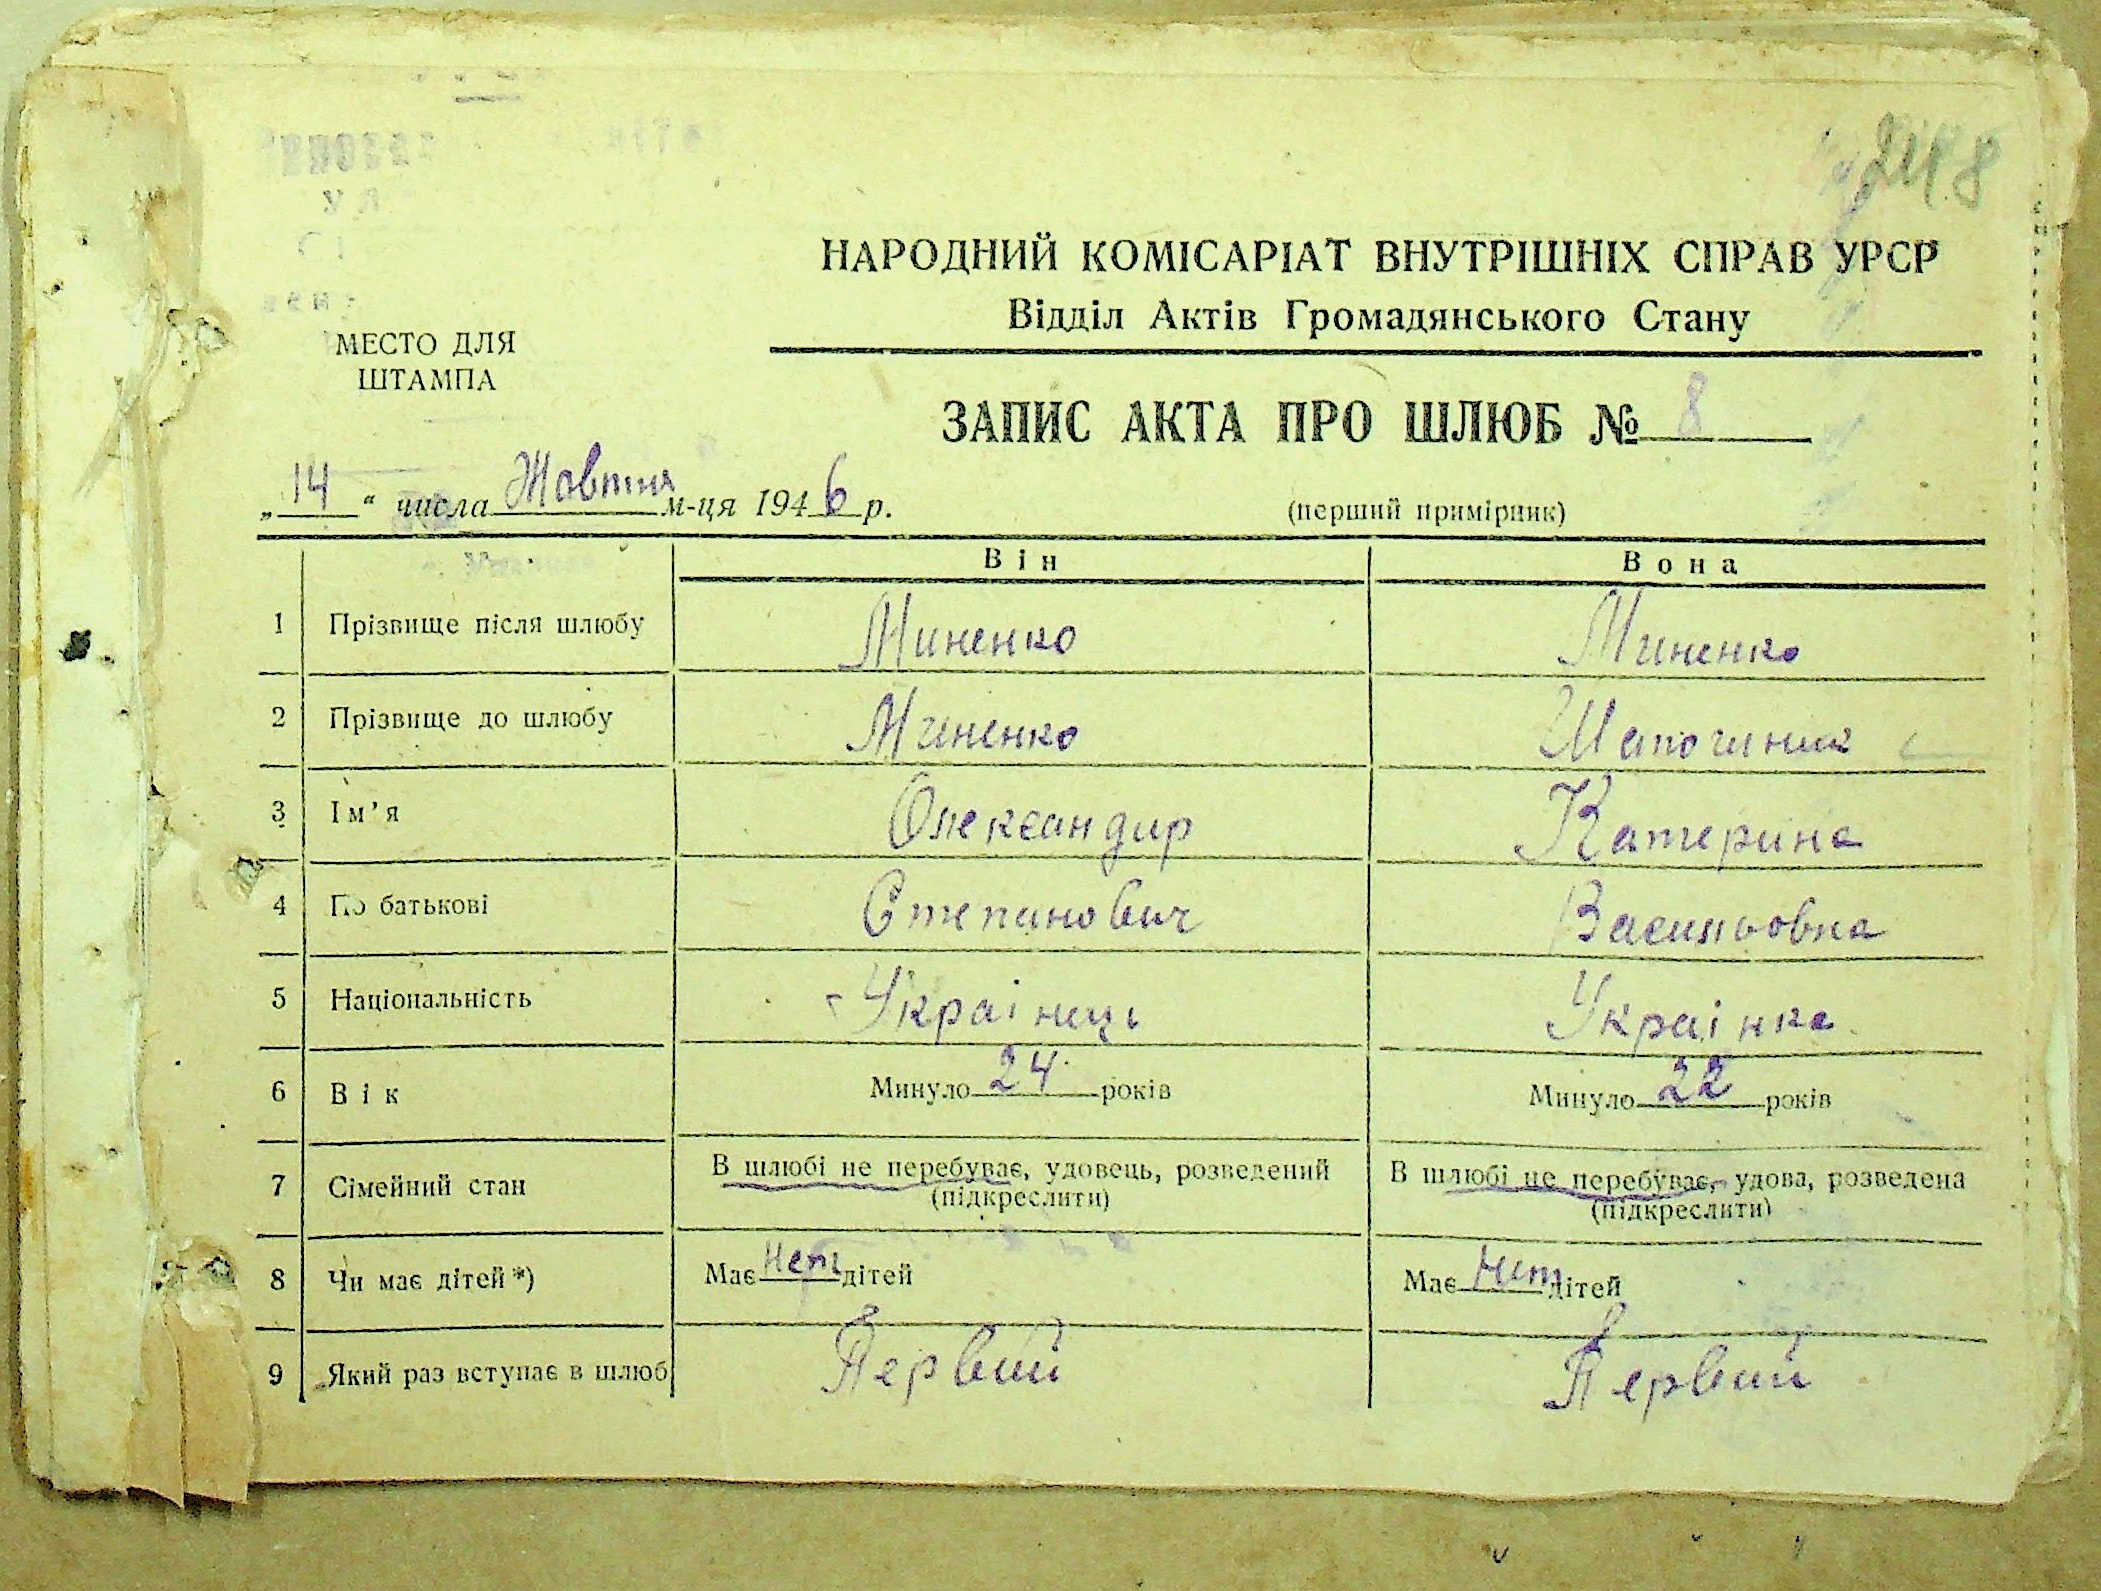 248
НАРОДНИЙ КОМІСАРІАТ ВНУТРІШНІХ СПРАВ УРСР
Відділ Актів Громадянського Стану
МЕСТО ДЛЯ
ШТАМПА
ЗАПИС АКТА ПРО ШЛЮБ № 8
„14“ числа Жовтня м-ця 1946 р.
(перший примірник)
Він Вона
1 Прізвище після шлюбу Миненко Миненко
2 Прізвище до шлюбу Миненко
3 Ім'я Олександир Катерина
4 По батькові Степанович Васильовна
5 Національність Украінець Украінка
6 Вік Минуло 24 років Минуло 22 років
7 Сімейний стан В шлюбі не перебуває, удовець, розведений В шлюбі не перебуває, удова, розведена
(підкреслити) (підкреслити)
8 Чи має дітей*) Має нет дітей Має нет дітей
9 Який раз вступає в шлюб Первий Первий